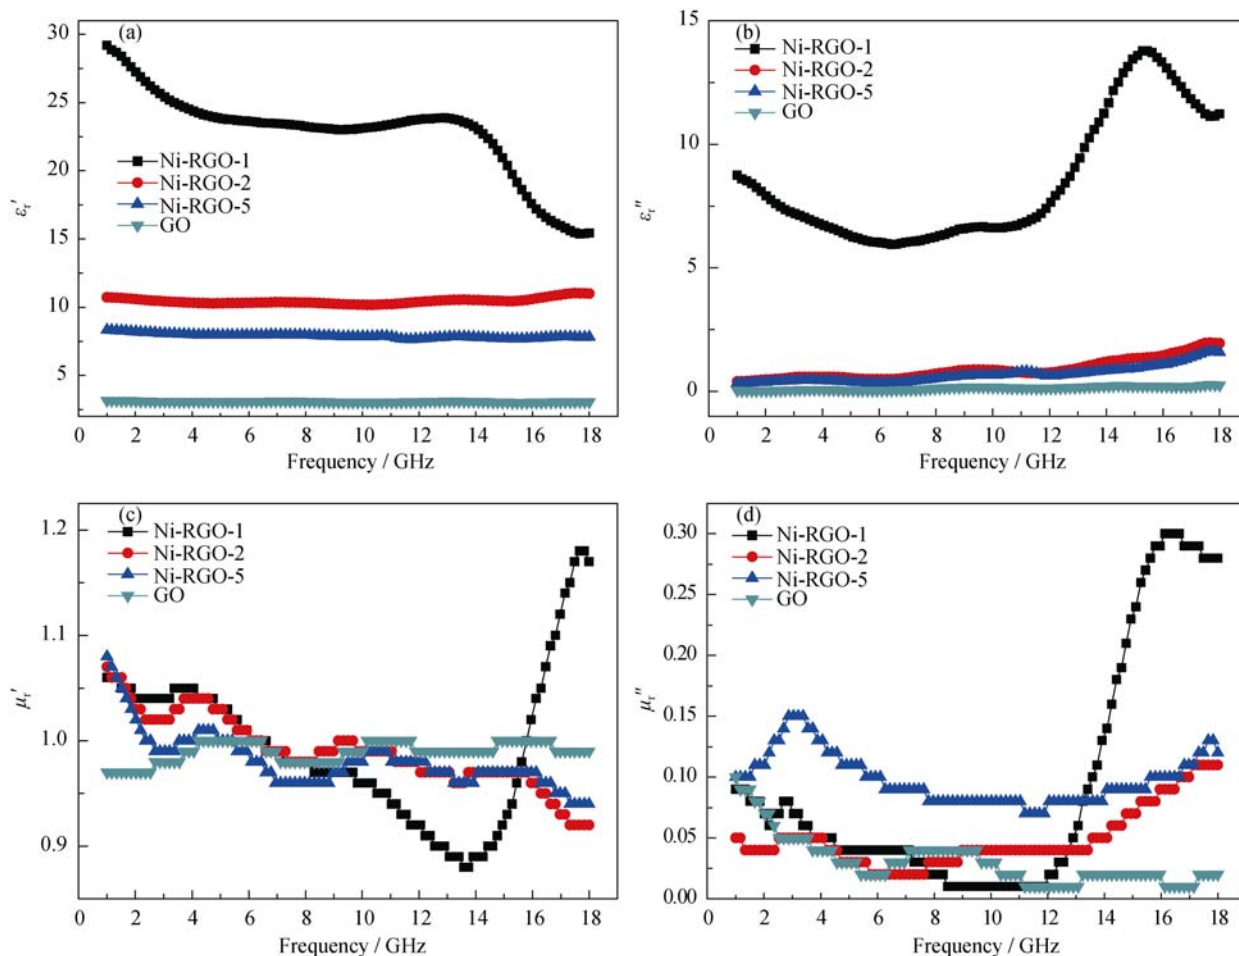 (a)
30
25
20
15
10
5
εr′
Ni-RGO-1
Ni-RGO-2
Ni-RGO-5
GO
0 2 4 6 8 10 12 14 16 18
Frequency / GHz
(b)
15
10
5
0
εr″
Ni-RGO-1
Ni-RGO-2
Ni-RGO-5
GO
0 2 4 6 8 10 12 14 16 18
Frequency / GHz
(c)
1.2
1.1
1.0
0.9
μr′
Ni-RGO-1
Ni-RGO-2
Ni-RGO-5
GO
0 2 4 6 8 10 12 14 16 18
Frequency / GHz
(d)
0.30
0.25
0.20
0.15
0.10
0.05
0.00
μr″
Ni-RGO-1
Ni-RGO-2
Ni-RGO-5
GO
0 2 4 6 8 10 12 14 16 18
Frequency / GHz